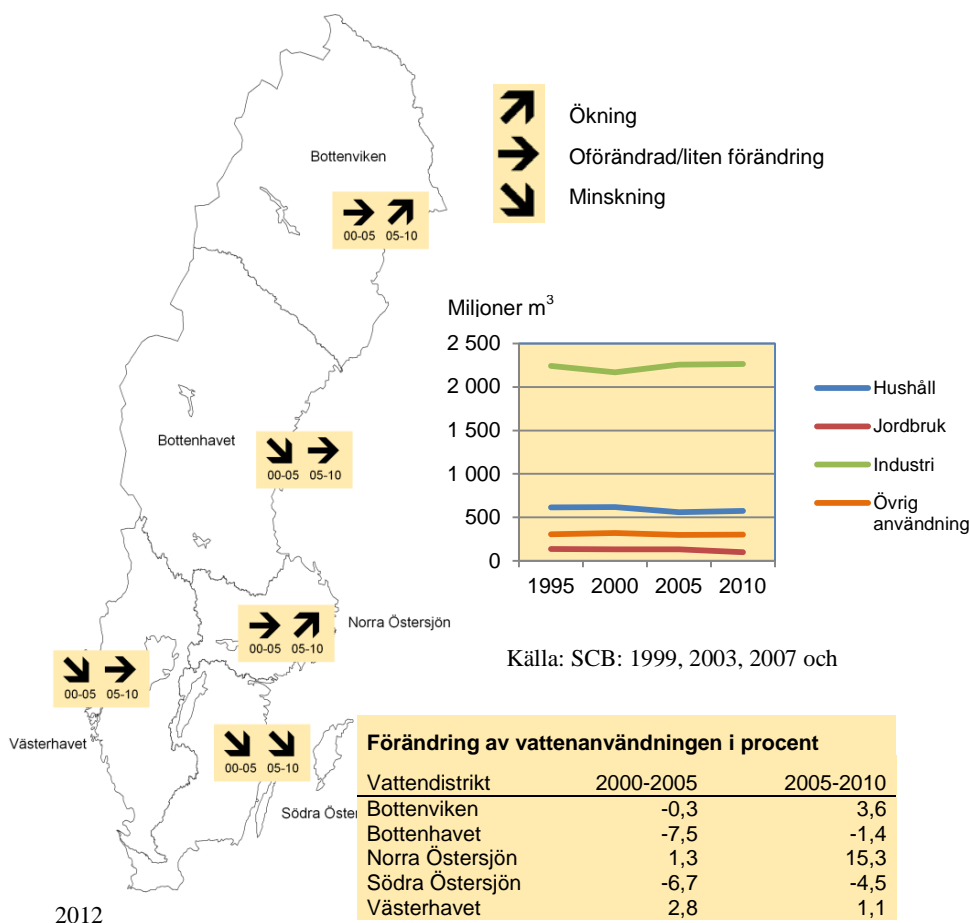 Ökning
Oförändrad/liten förändring
Minskning
Bottenviken
00-05 05-10
Bottenhavet
00-05 05-10
Norra Östersjön
00-05 05-10
Västerhavet
00-05 05-10
Södra Öster
00-05 05-10
Miljoner m³
2 500
2 000
1 500
1 000
500
0
1995 2000 2005 2010
Hushåll
Jordbruk
Industri
Övrig
användning
Källa: SCB: 1999, 2003, 2007 och
2012
Förändring av vattenanvändningen i procent
Vattendistrikt 2000-2005 2005-2010
Bottenviken -0,3 3,6
Bottenhavet -7,5 -1,4
Norra Östersjön 1,3 15,3
Södra Östersjön -6,7 -4,5
Västerhavet 2,8 1,1